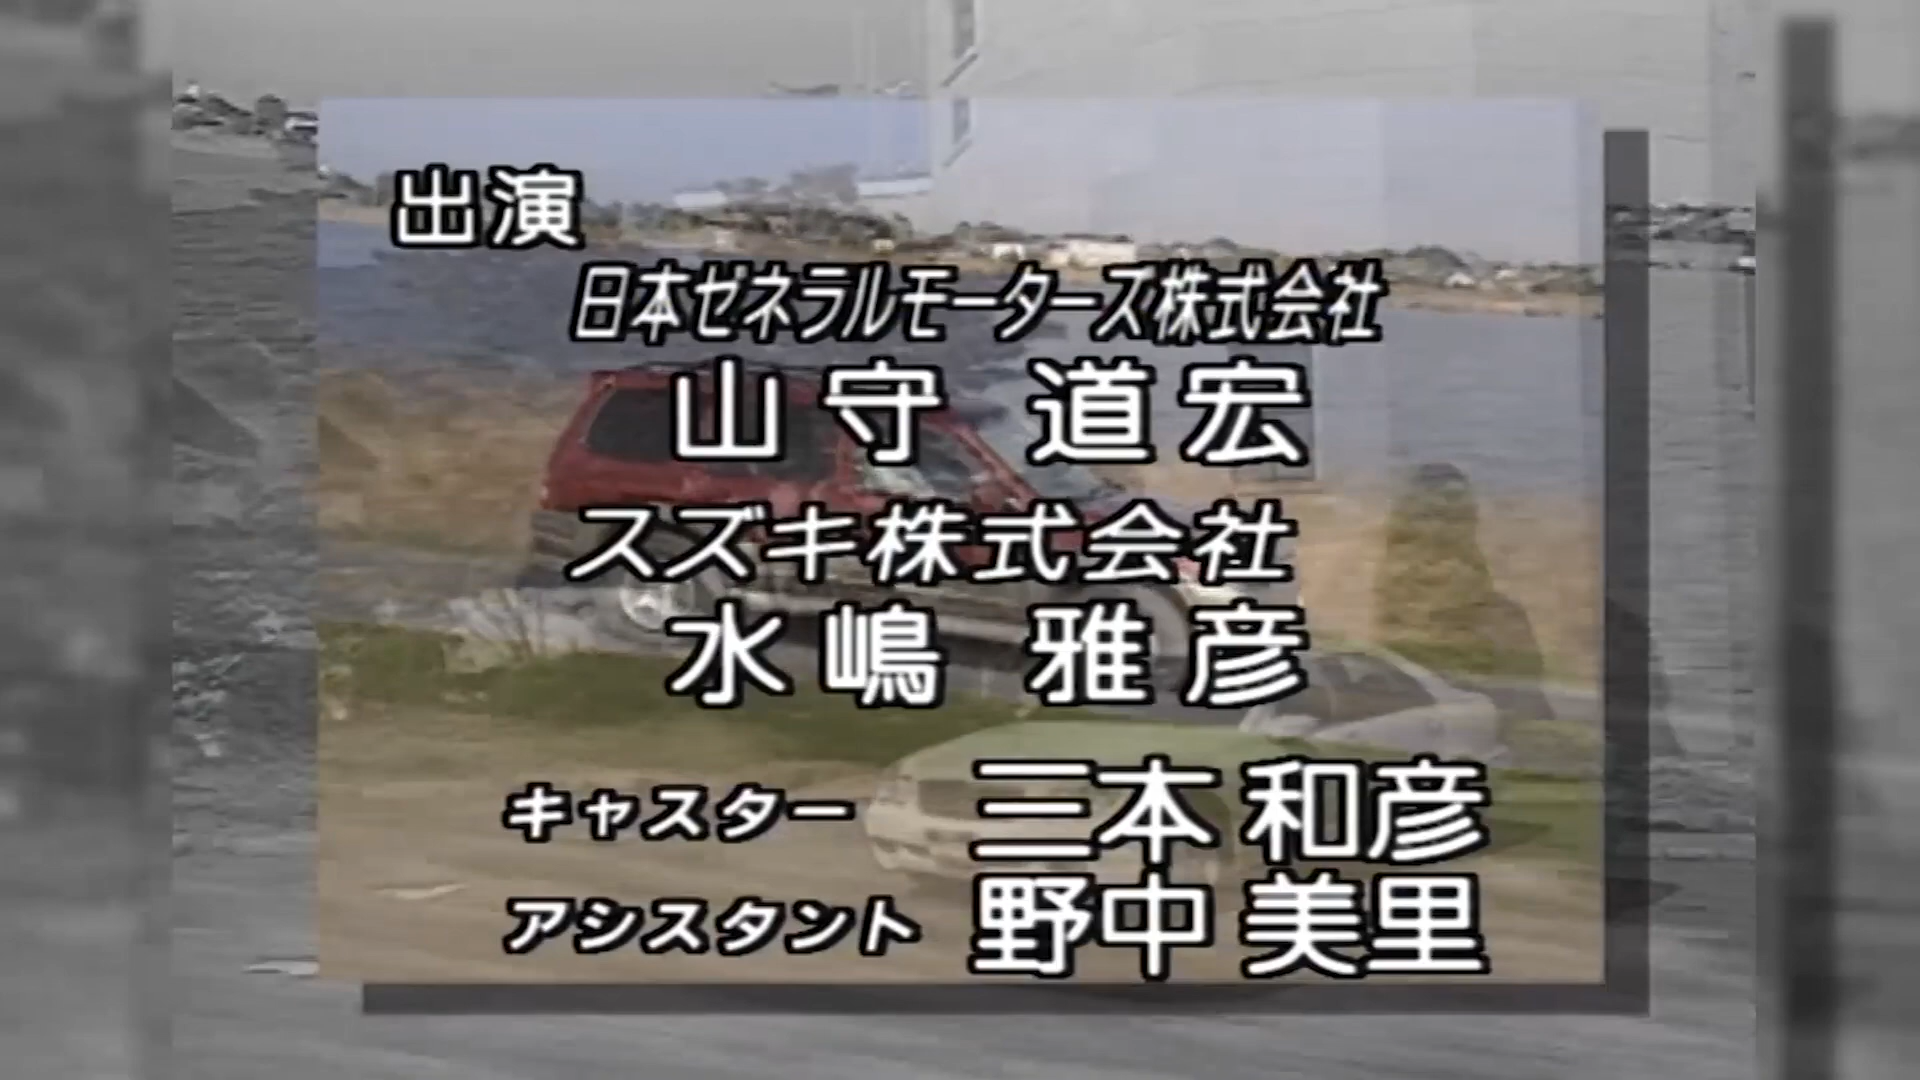 出演
日本ゼネラルモーターズ株式会社
山守 道宏
スズキ株式会社
水嶋 雅彦
キャスター 三本 和彦
アシスタント 野中 美里